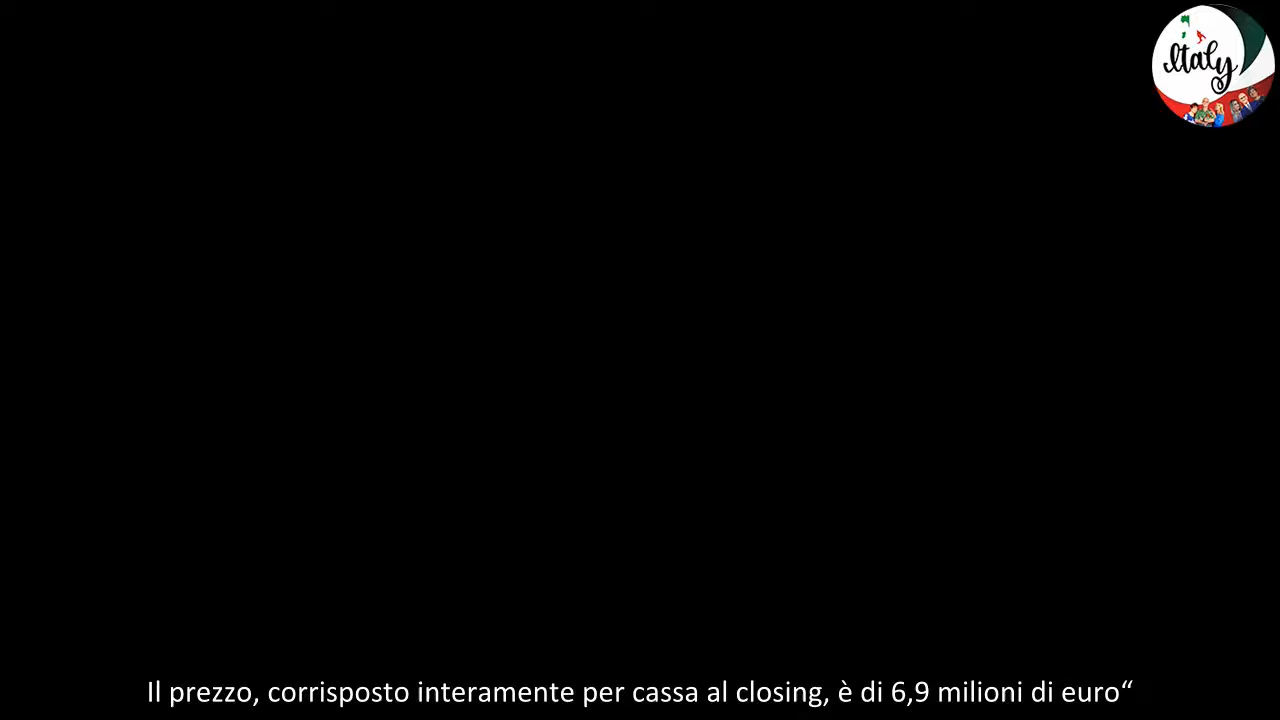 Italy
Il prezzo, corrisposto interamente per cassa al closing, è di 6,9 milioni di euro“